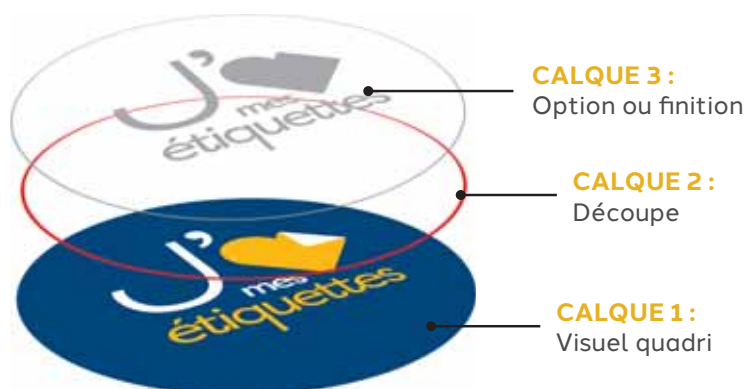 J'
mes
étiquettes
CALQUE 3 :
Option ou finition
CALQUE 2 :
Découpe
J'
mes
étiquettes
CALQUE 1 :
Visuel quadri